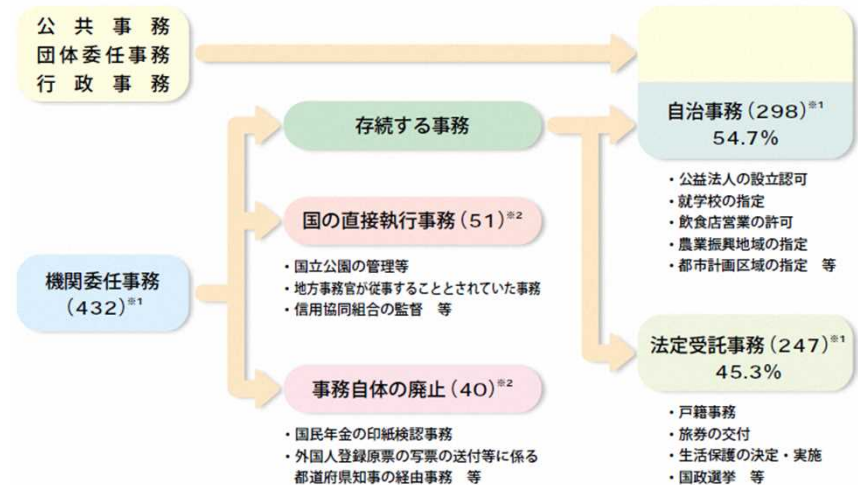 公共事務
団体委任事務
行政事務
機関委任事務
(432)※1
存続する事務
国の直接執行事務(51)※2
・国立公園の管理等
・地方事務官が従事することとされていた事務
・信用協同組合の監督 等
事務自体の廃止(40)※2
・国民年金の印紙検認事務
・外国人登録原票の写票の送付等に係る
都道府県知事の経由事務 等
自治事務(298)※1
54.7%
・公益法人の設立認可
・就学校の指定
・飲食店営業の許可
・農業振興地域の指定
・都市計画区域の指定 等
法定受託事務(247)※1
45.3%
・戸籍事務
・旅券の交付
・生活保護の決定・実施
・国政選挙 等